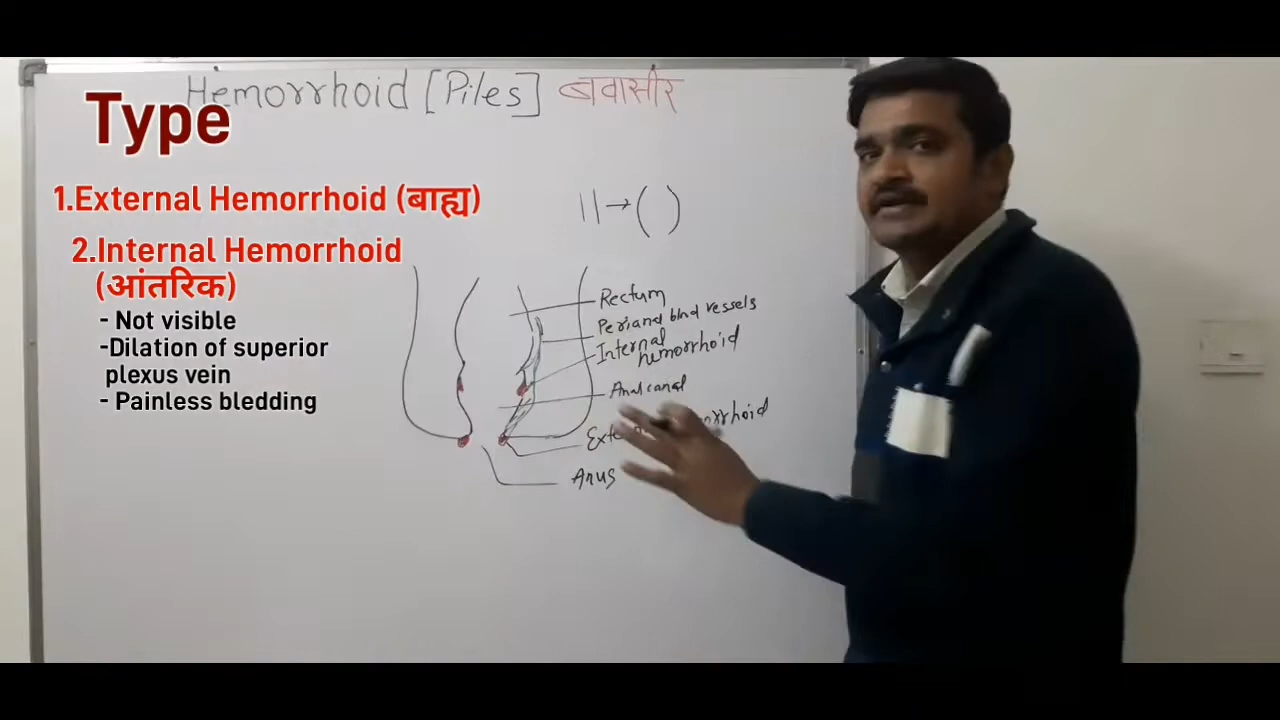 Hemorrhoid [Piles] बवासीर
Type
1.External Hemorrhoid (बाह्य)
2.Internal Hemorrhoid
(आंतरिक)
- Not visible
-Dilation of superior
plexus vein
- Painless bledding
|| → ( )
Rectum
Perianal blood vessels
Internal
hemorrhoid
Anal canal
Anus